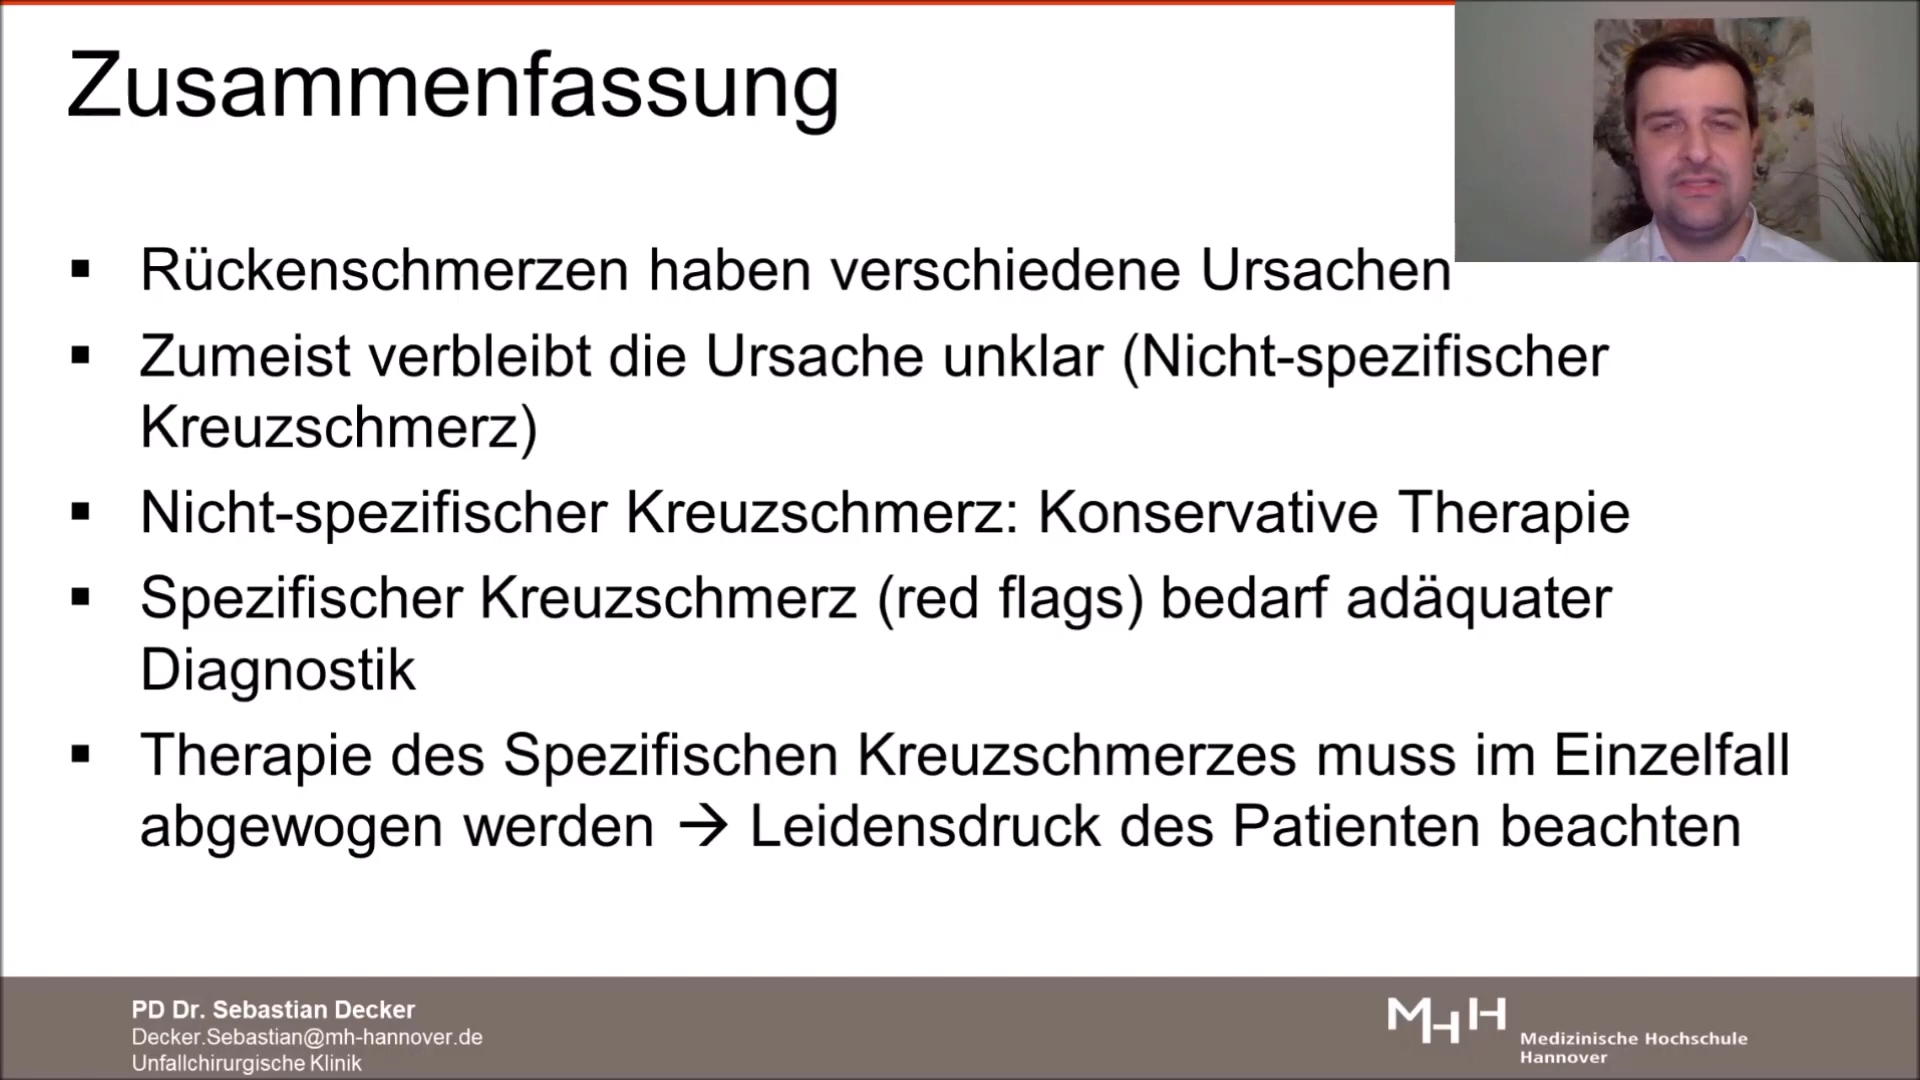 Zusammenfassung
▪ Rückenschmerzen haben verschiedene Ursachen
▪ Zumeist verbleibt die Ursache unklar (Nicht-spezifischer
Kreuzschmerz)
▪ Nicht-spezifischer Kreuzschmerz: Konservative Therapie
▪ Spezifischer Kreuzschmerz (red flags) bedarf adäquater
Diagnostik
▪ Therapie des Spezifischen Kreuzschmerzes muss im Einzelfall
abgewogen werden → Leidensdruck des Patienten beachten
PD Dr. Sebastian Decker
Decker.Sebastian@mh-hannover.de
Unfallchirurgische Klinik
MHH
Medizinische Hochschule
Hannover